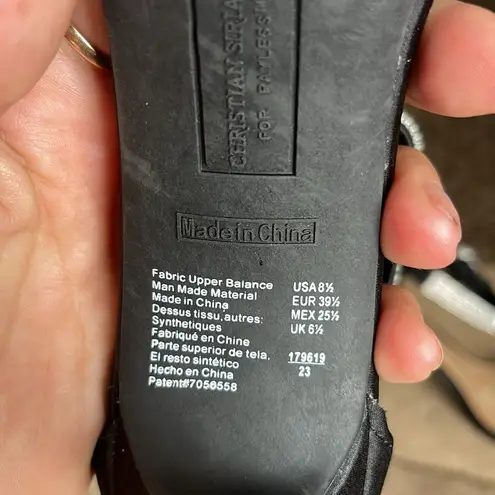 CHRISTIAN SIRIA
FOR PAYLESS™
Made in China
Fabric Upper Balance
Man Made Material
Made in China
Dessus tissu,autres:
Synthetiques
Fabriqué en Chine
Parte superior de tela,
El resto sintético
Hecho en China
Patent#7056558
USA 8½
EUR 39½
MEX 25½
UK 6½
179619
23